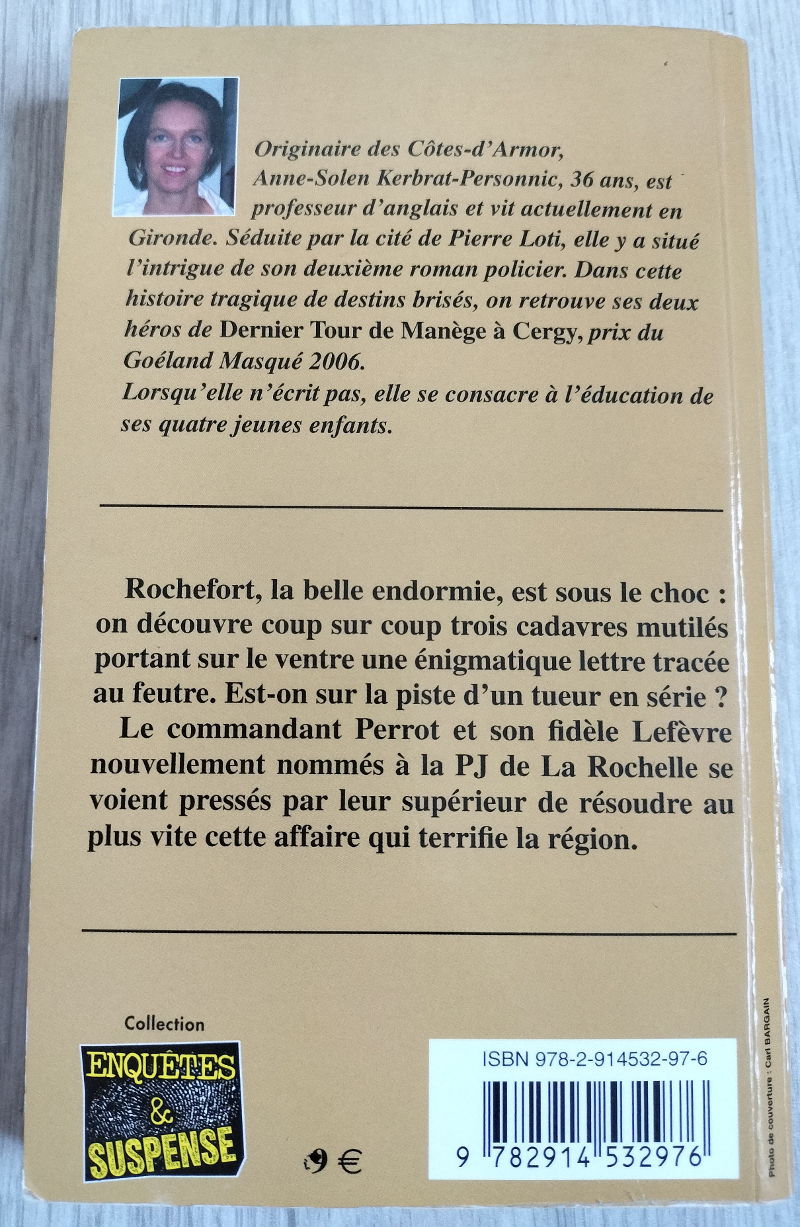 Originaire des Côtes-d'Armor,
Anne-Solen Kerbrat-Personnic, 36 ans, est
professeur d'anglais et vit actuellement en
Gironde. Séduite par la cité de Pierre Loti, elle y a situé
l'intrigue de son deuxième roman policier. Dans cette
histoire tragique de destins brisés, on retrouve ses deux
héros de Dernier Tour de Manège à Cergy, prix du
Goéland Masqué 2006.
Lorsqu'elle n'écrit pas, elle se consacre à l'éducation de
ses quatre jeunes enfants.
Rochefort, la belle endormie, est sous le choc :
on découvre coup sur coup trois cadavres mutilés
portant sur le ventre une énigmatique lettre tracée
au feutre. Est-on sur la piste d'un tueur en série ?
Le commandant Perrot et son fidèle Lefèvre
nouvellement nommés à la PJ de La Rochelle se
voient pressés par leur supérieur de résoudre au
plus vite cette affaire qui terrifie la région.
Collection
ENQUÊTES
&
SUSPENSE
9 €
ISBN 978-2-914532-97-6
9 782914 532976
Photo de couverture : Carl BARGAIN